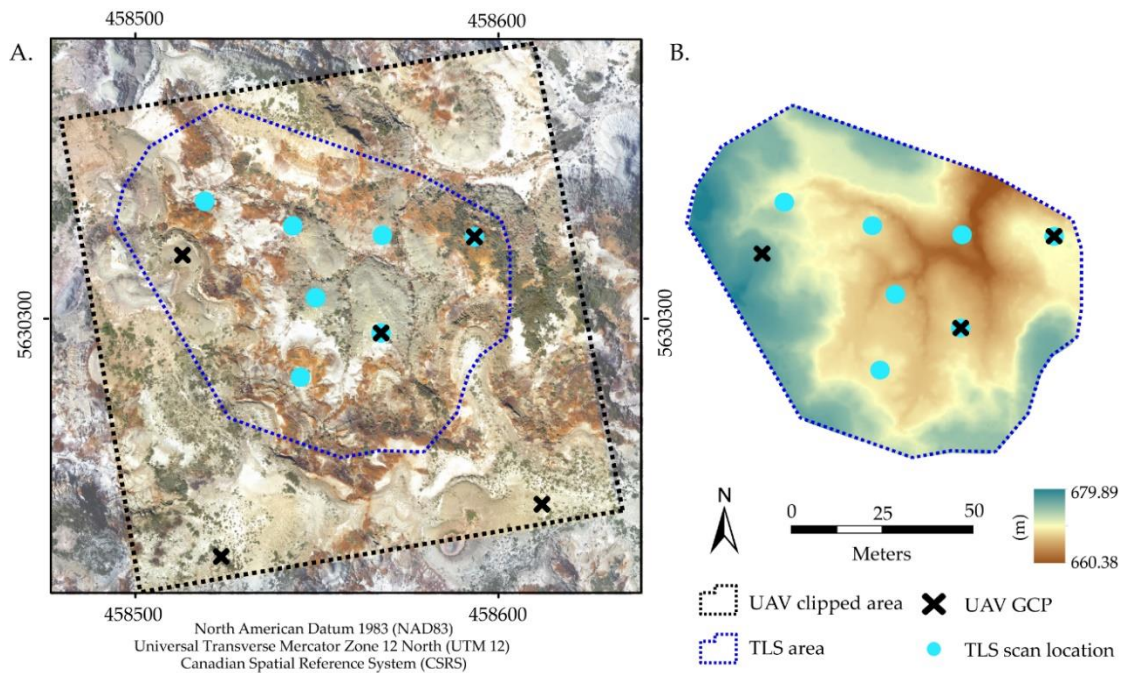 458500
458600
A.
B.
5630300
5630300
458500
458600
North American Datum 1983 (NAD83)
Universal Transverse Mercator Zone 12 North (UTM 12)
Canadian Spatial Reference System (CSRS)
N
0
25
50
Meters
(m)
679.89
660.38
UAV clipped area
UAV GCP
TLS area
TLS scan location